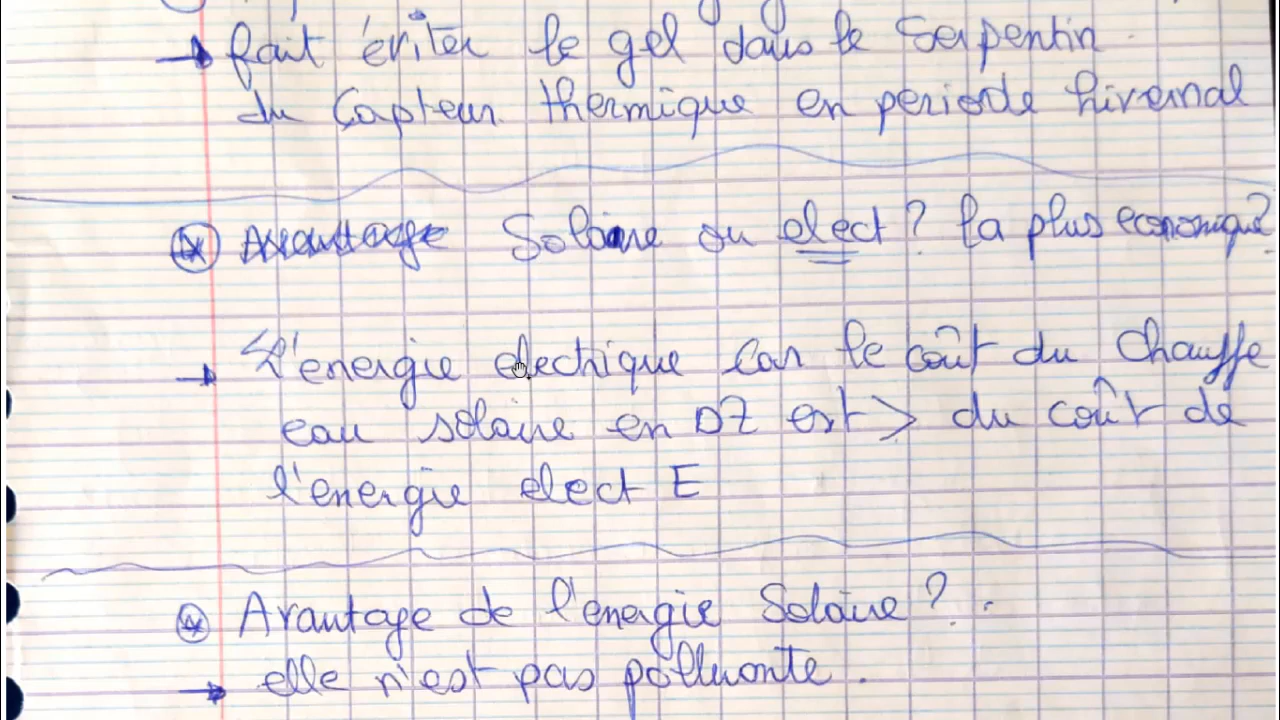 → fait éviter le gel dans le Serpentin.
du Capteur thermique en periode hivernal
Solaire ou elect? la plus economique?
→ L'energie electrique car le coût du Chauffe
eau solaire en DZ est > du coût de
l'energie elect E
Avantage de l'energie Solaire?.
→ elle n'est pas polluante.